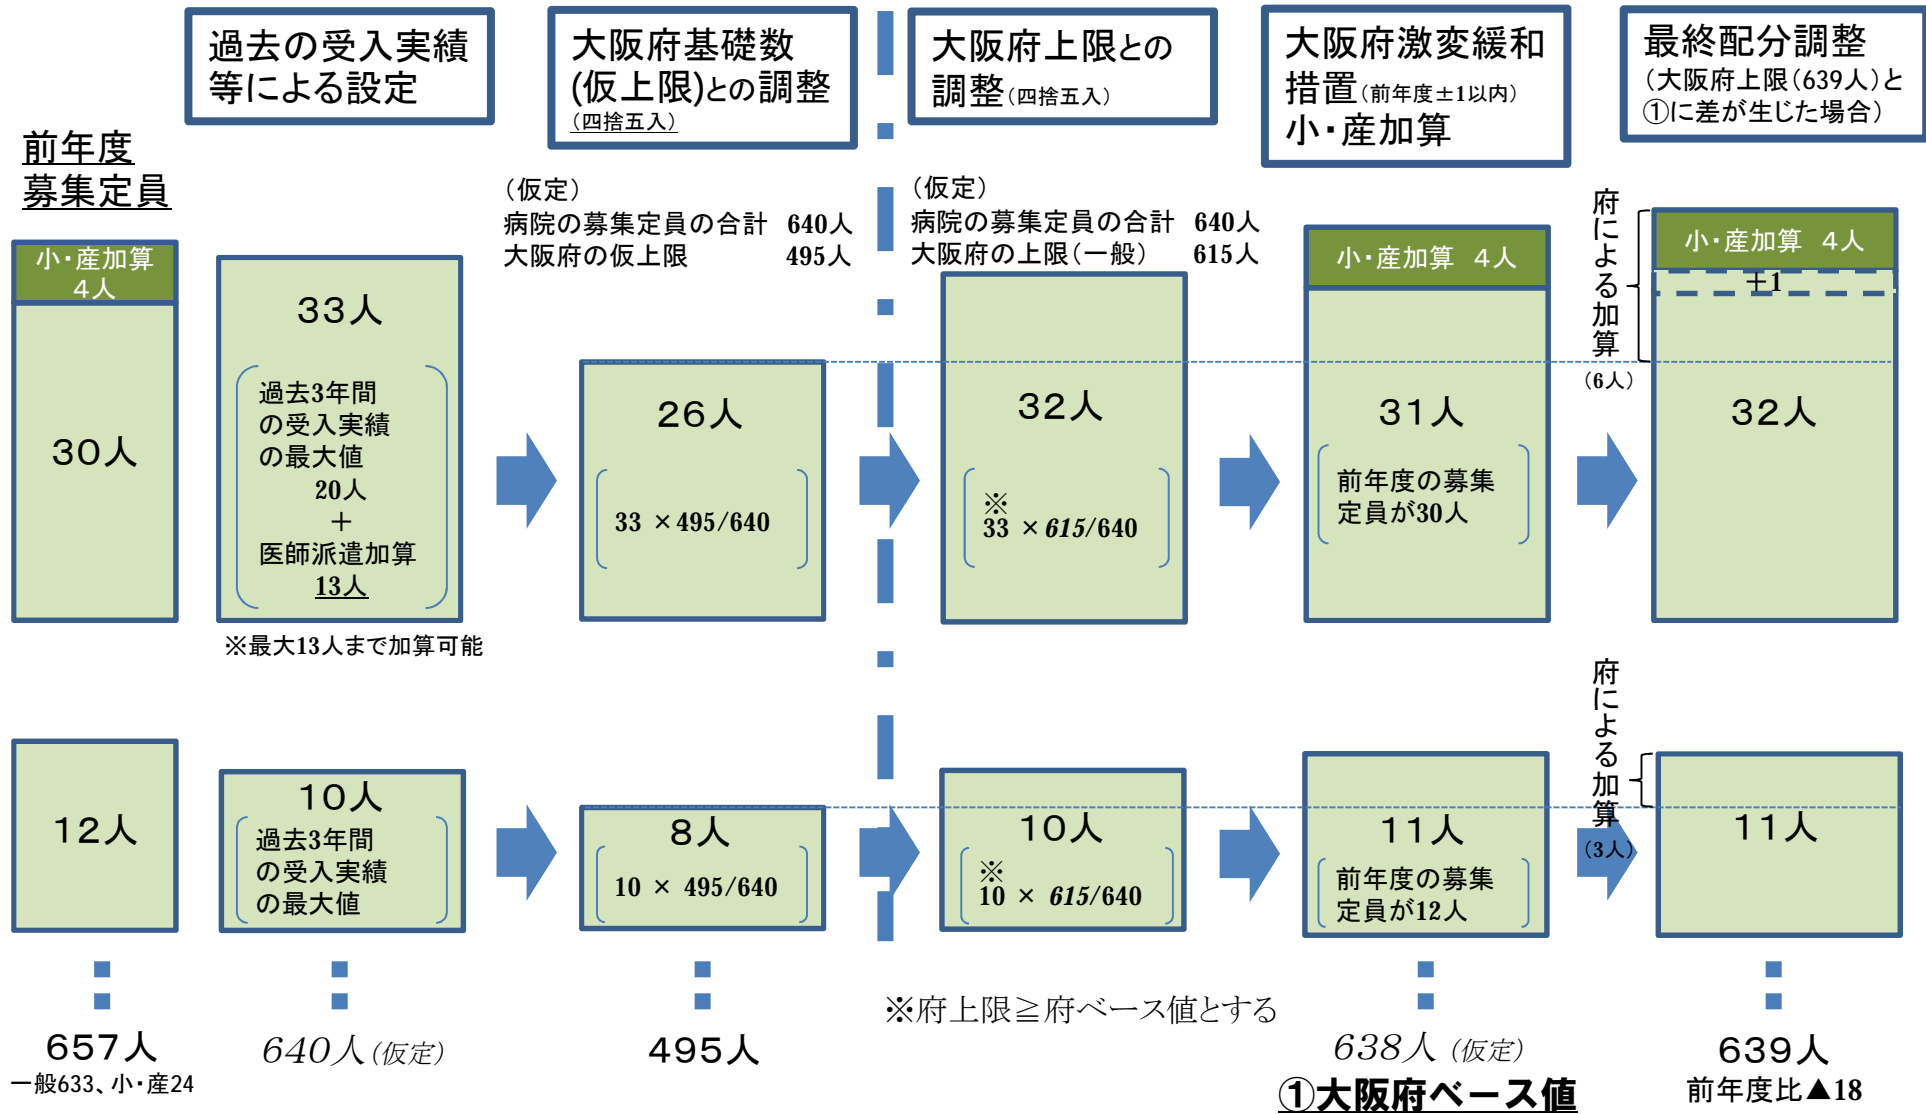 過去の受入実績
等による設定
大阪府基礎数
(仮上限)との調整
(四捨五入)
大阪府上限との
調整(四捨五入)
大阪府激変緩和
措置(前年度±1以内)
小・産加算
最終配分調整
(大阪府上限(639人)と
①に差が生じた場合)
前年度
募集定員
(仮定)
病院の募集定員の合計 640人
大阪府の仮上限 495人
(仮定)
病院の募集定員の合計 640人
大阪府の上限(一般) 615人
小・産加算
4人
30人
33人
過去3年間
の受入実績
の最大値
20人
+
医師派遣加算
13人
※最大13人まで加算可能
26人
33 ×495/640
32人
※
33 ×615/640
小・産加算 4人
31人
前年度の募集
定員が30人
府による加算
(6人)
小・産加算 4人
+1
32人
12人
10人
過去3年間
の受入実績
の最大値
8人
10 × 495/640
10人
※
10 × 615/640
11人
前年度の募集
定員が12人
府による加算
(3人)
11人
657人
一般633、小・産24
640人(仮定)
495人
※府上限≧府ベース値とする
638人(仮定)
①大阪府ベース値
639人
前年度比▲18